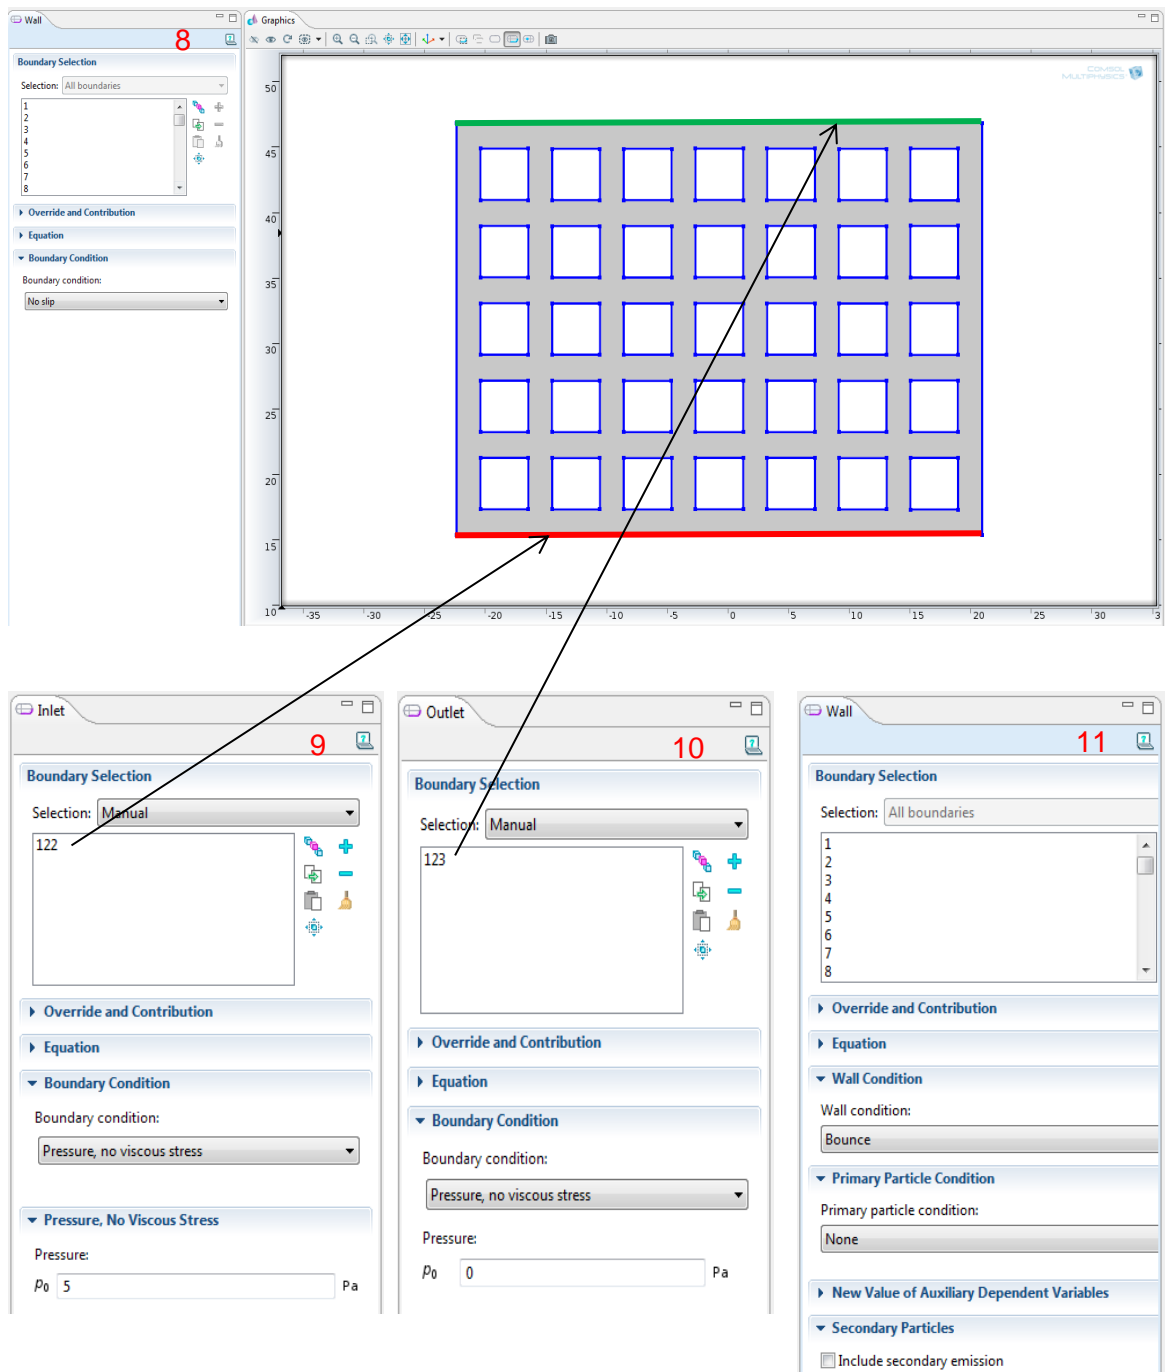 Wall
8
Boundary Selection
Selection: All boundaries
1
2
3
4
5
6
7
8
Override and Contribution
Equation
Boundary Condition
Boundary condition:
No slip
Graphics
COMSOL
MULTIPHYSICS
50
45
40
35
30
25
20
15
10
-35
-30
-25
-20
-15
-10
-5
0
5
10
15
20
25
30
3
Inlet
9
Boundary Selection
Selection: Manual
122
Override and Contribution
Equation
Boundary Condition
Boundary condition:
Pressure, no viscous stress
Pressure, No Viscous Stress
Pressure:
p0 5 Pa
Outlet
10
Boundary Selection
Selection: Manual
123
Override and Contribution
Equation
Boundary Condition
Boundary condition:
Pressure, no viscous stress
Pressure:
p0 0 Pa
Wall
11
Boundary Selection
Selection: All boundaries
1
2
3
4
5
6
7
8
Override and Contribution
Equation
Wall Condition
Wall condition:
Bounce
Primary Particle Condition
Primary particle condition:
None
New Value of Auxiliary Dependent Variables
Secondary Particles
Include secondary emission